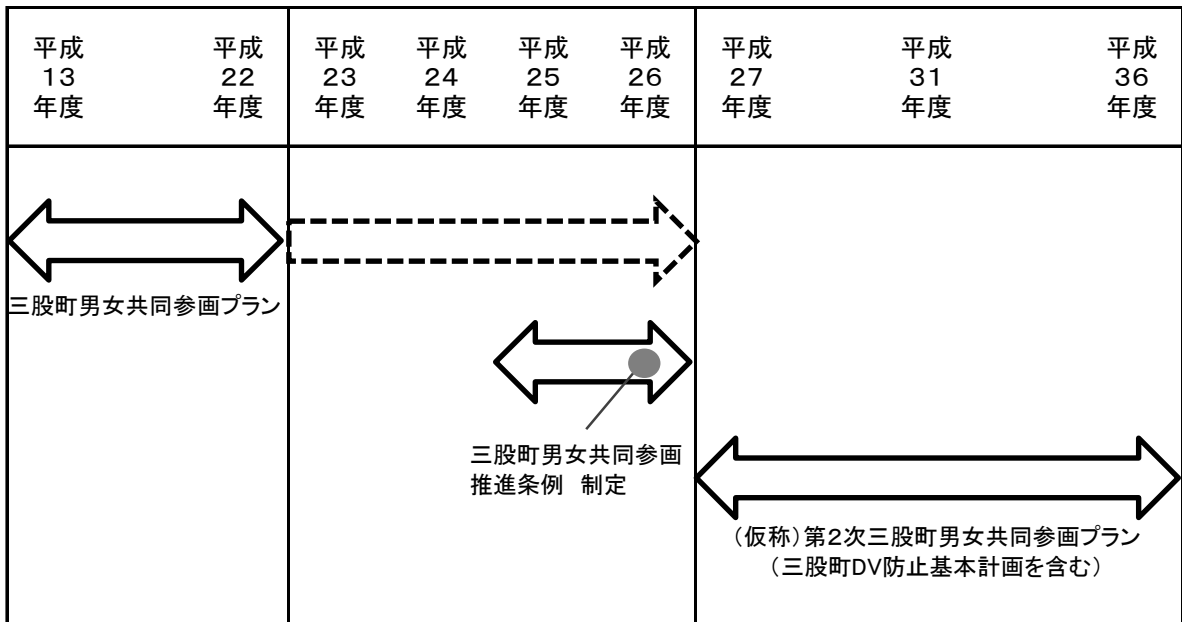 平成
13
年度
平成
22
年度
平成
23
年度
平成
24
年度
平成
25
年度
平成
26
年度
平成
27
年度
平成
31
年度
平成
36
年度
三股町男女共同参画プラン
三股町男女共同参画
推進条例　制定
（仮称）第2次三股町男女共同参画プラン
（三股町DV防止基本計画を含む）